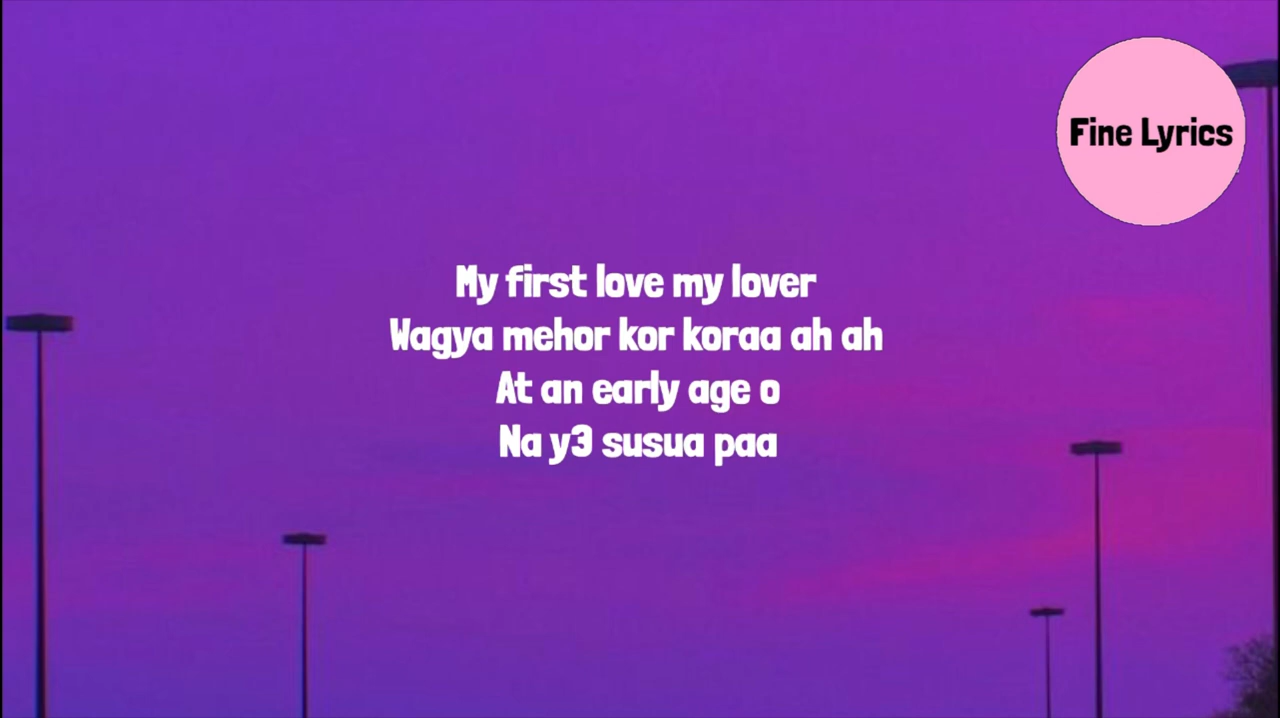 Fine Lyrics
My first love my lover
Wagya mehor kor koraa ah ah
At an early age o
Na y3 susua paa